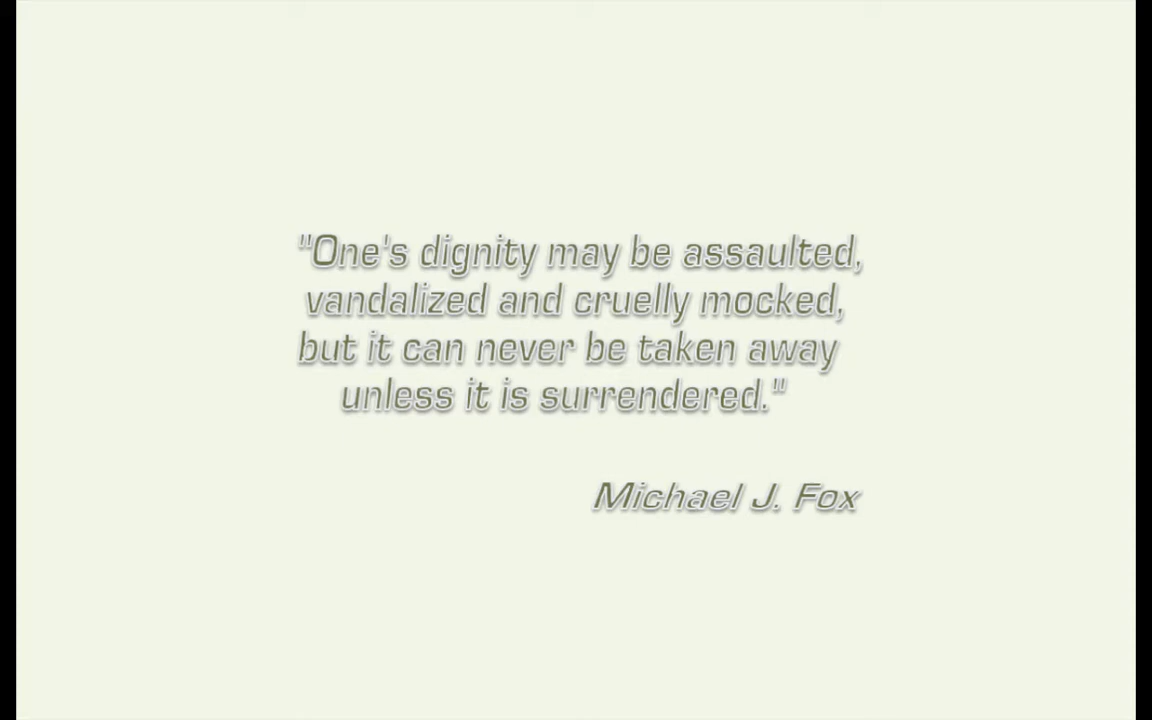 "One's dignity may be assaulted,
vandalized and cruelly mocked,
but it can never be taken away
unless it is surrendered."
Michael J. Fox